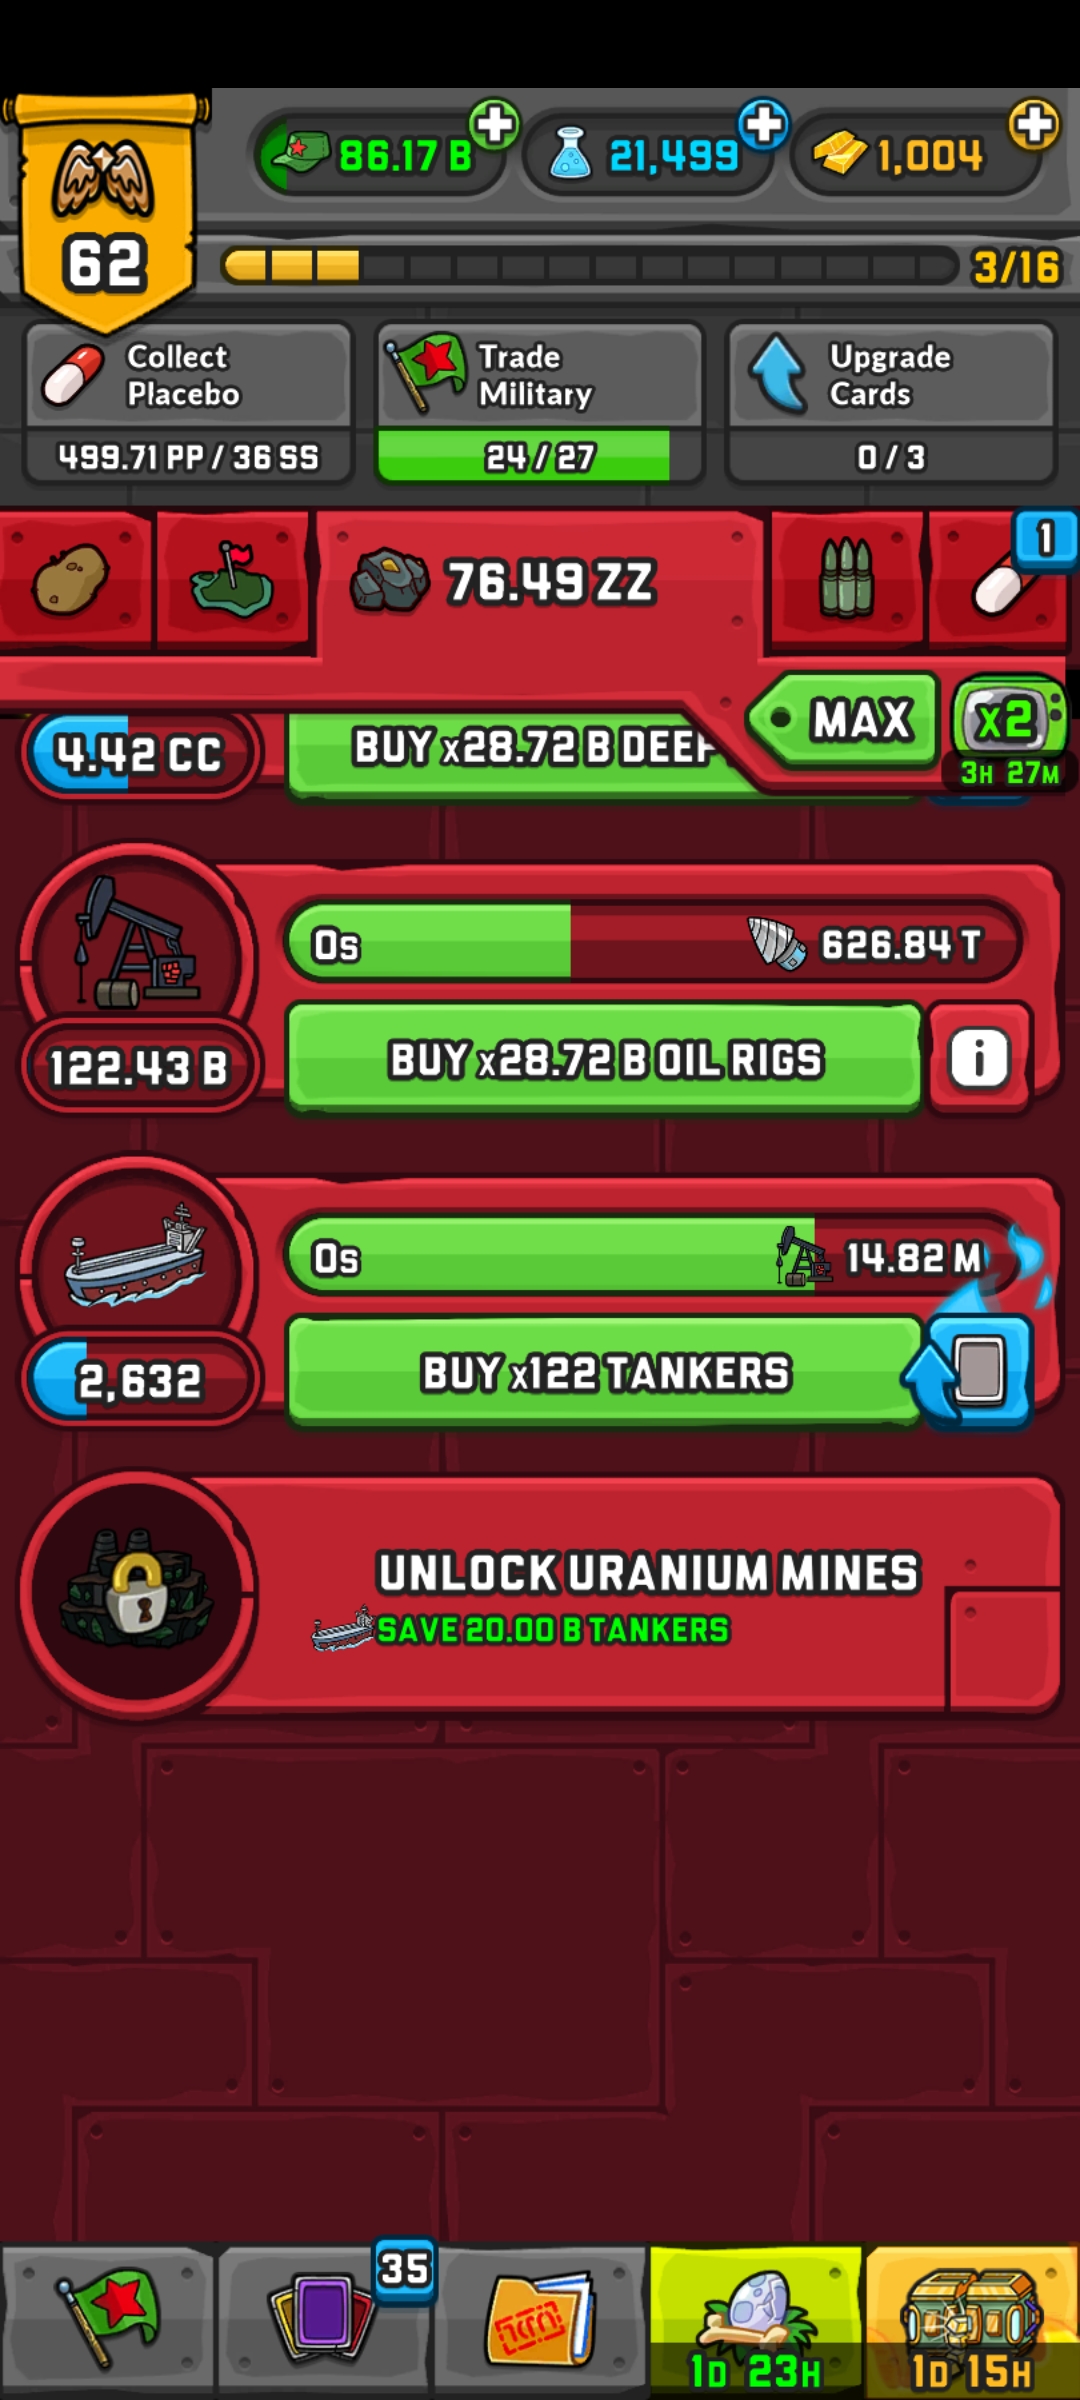 86.17 B
21,499
1,004
62
3/16
Collect
Placebo
499.71 PP / 36 SS
Trade
Military
24 / 27
Upgrade
Cards
0 / 3
76.49 ZZ
1
MAX
x2
3H 27M
4.42 CC
BUY x28.72 B DEEP
0s
626.84 T
122.43 B
BUY x28.72 B OIL RIGS
i
0s
14.82 M
2,632
BUY x122 TANKERS
UNLOCK URANIUM MINES
SAVE 20.00 B TANKERS
35
1D 23H
1D 15H